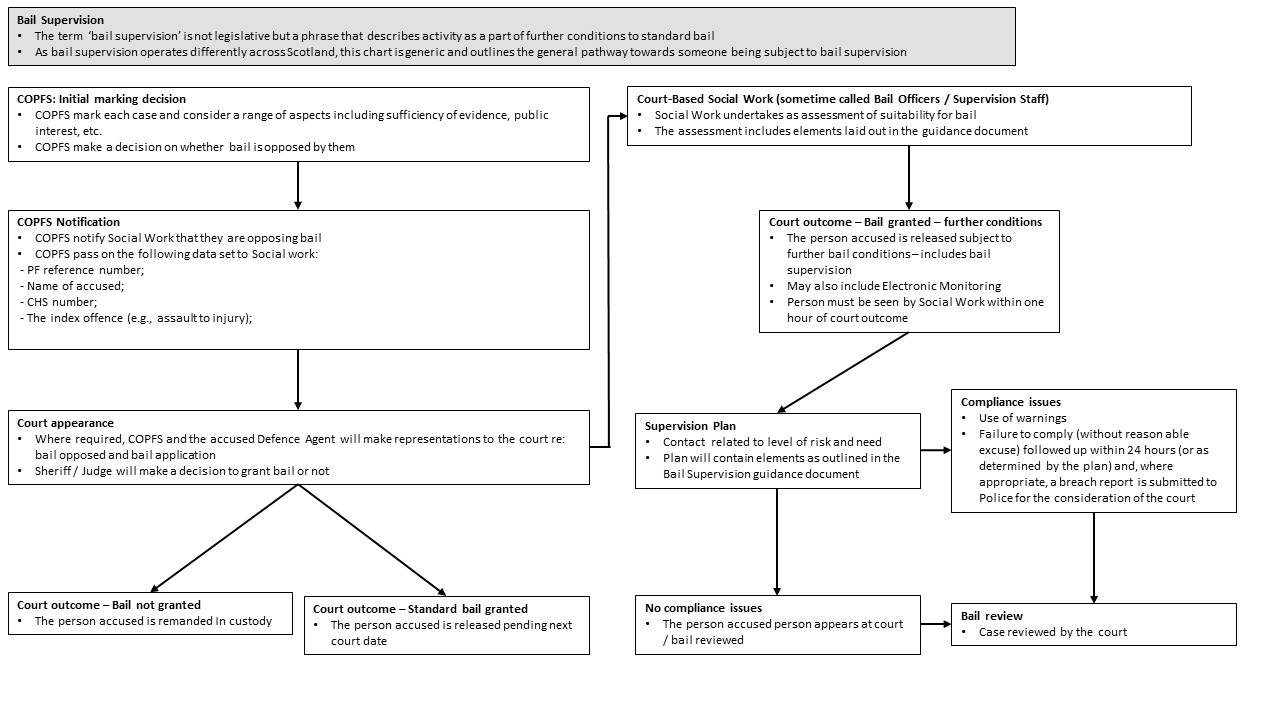 Bail Supervision
• The term ‘bail supervision’ is not legislative but a phrase that describes activity as a part of further conditions to standard bail
• As bail supervision operates differently across Scotland, this chart is generic and outlines the general pathway towards someone being subject to bail supervision
COPFS: Initial marking decision
• COPFS mark each case and consider a range of aspects including sufficiency of evidence, public
interest, etc.
• COPFS make a decision on whether bail is opposed by them
COPFS Notification
• COPFS notify Social Work that they are opposing bail
• COPFS pass on the following data set to Social work:
- PF reference number;
- Name of accused;
- CHS number;
- The index offence (e.g., assault to injury);
Court appearance
• Where required, COPFS and the accused Defence Agent will make representations to the court re:
bail opposed and bail application
• Sheriff / Judge will make a decision to grant bail or not
Court outcome – Bail not granted
• The person accused is remanded In custody
Court outcome – Standard bail granted
• The person accused is released pending next
court date
Court-Based Social Work (sometime called Bail Officers / Supervision Staff)
• Social Work undertakes as assessment of suitability for bail
• The assessment includes elements laid out in the guidance document
Court outcome – Bail granted – further conditions
• The person accused is released subject to
further bail conditions – includes bail
supervision
• May also include Electronic Monitoring
• Person must be seen by Social Work within one
hour of court outcome
Supervision Plan
• Contact related to level of risk and need
• Plan will contain elements as outlined in the
Bail Supervision guidance document
Compliance issues
• Use of warnings
• Failure to comply (without reason able
excuse) followed up within 24 hours (or as
determined by the plan) and, where
appropriate, a breach report is submitted to
Police for the consideration of the court
No compliance issues
• The person accused person appears at court
/ bail reviewed
Bail review
• Case reviewed by the court